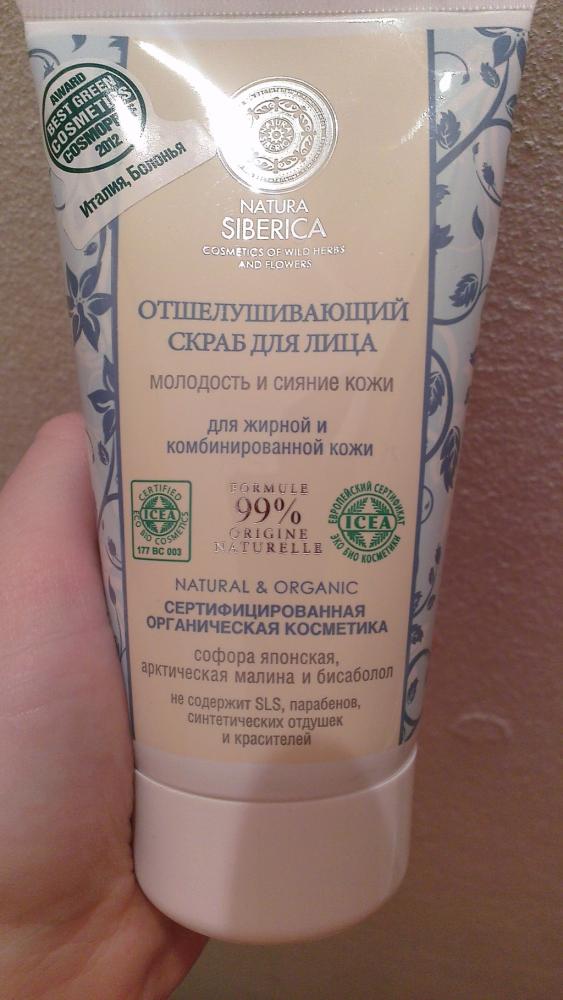 AWARD
BEST GREEN
COSMETICS
COSMOPROF
2012
Италия, Болонья
NATURA
SIBERICA
COSMETICS OF WILD HERBS
AND FLOWERS
ОТШЕЛУШИВАЮЩИЙ
СКРАБ ДЛЯ ЛИЦА
МОЛОДОСТЬ И СИЯНИЕ КОЖИ
для жирной и
комбинированной кожи
CERTIFIED
ICEA
ECO BIO COSMETICS
177 BC 003
FORMULE
99%
ORIGINE
NATURELLE
ЕВРОПЕЙСКИЙ СЕРТИФИКАТ
ICEA
ЭКО БИО КОСМЕТИКИ
NATURAL & ORGANIC
СЕРТИФИЦИРОВАННАЯ
ОРГАНИЧЕСКАЯ КОСМЕТИКА
софора японская,
арктическая малина и бисаболол
не содержит SLS, парабенов,
синтетических отдушек
и красителей